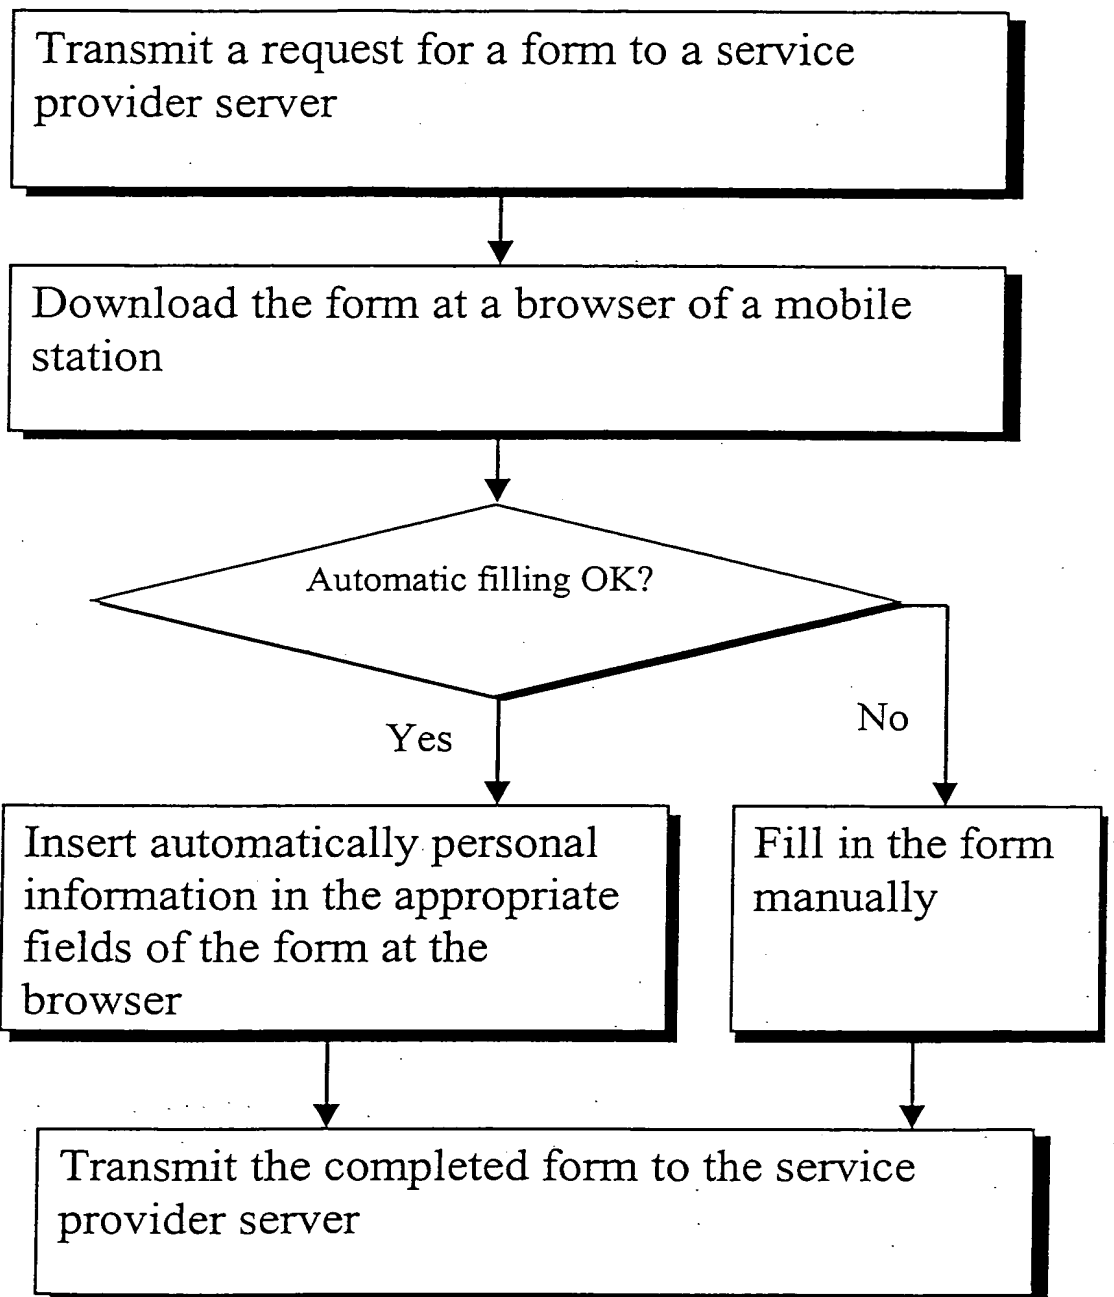 Transmit a request for a form to a service
provider server
Download the form at a browser of a mobile
station
Automatic filling OK?
Yes
No
Insert automatically personal
information in the appropriate
fields of the form at the
browser
Fill in the form
manually
Transmit the completed form to the service
provider server